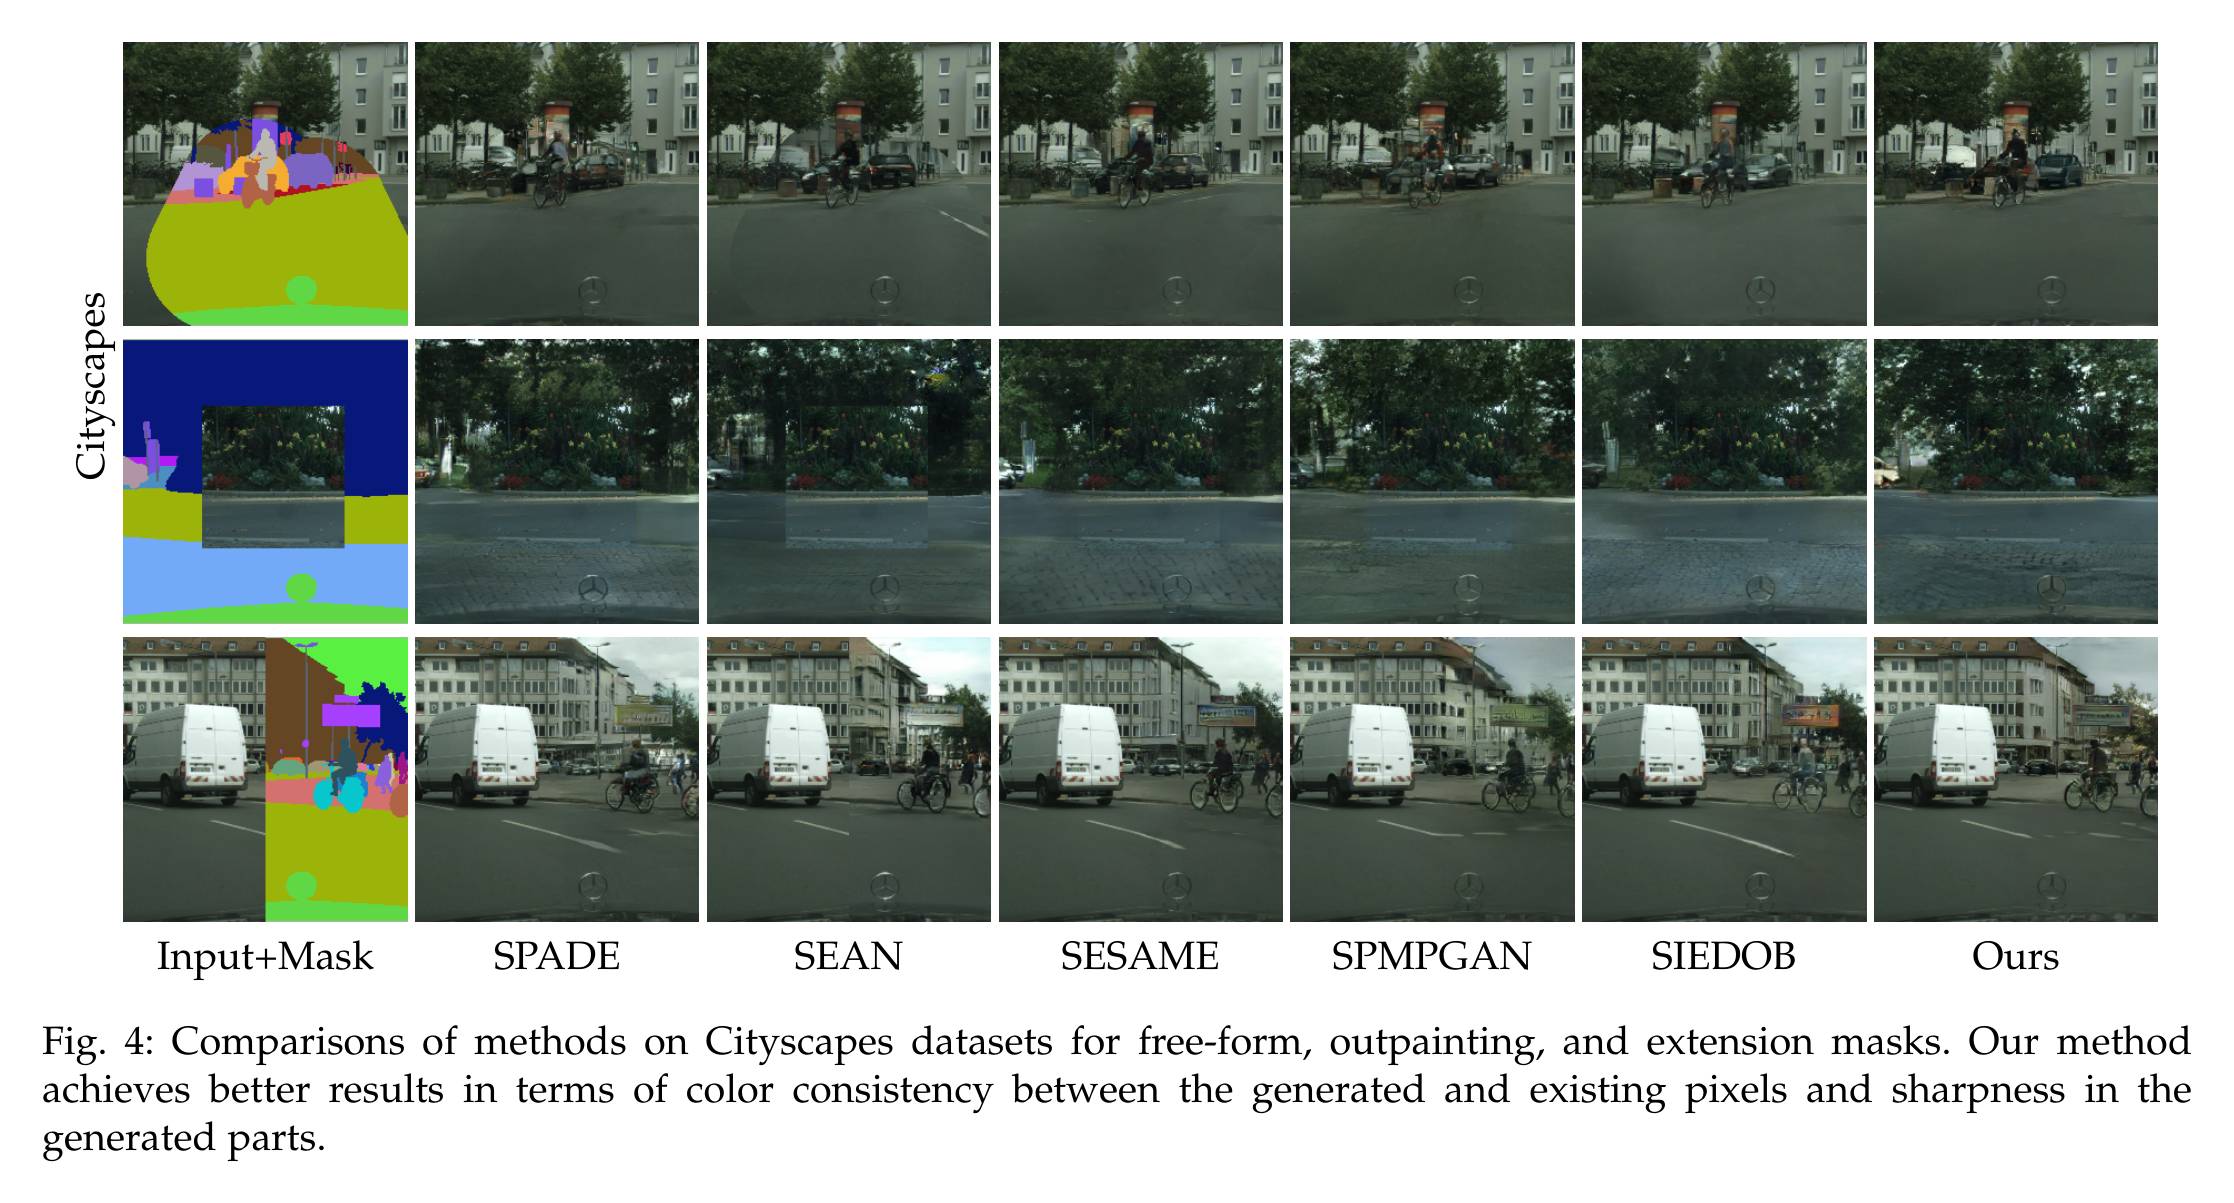 Cityscapes
Input+Mask SPADE SEAN SESAME SPMPGAN SIEDOB Ours
Fig. 4: Comparisons of methods on Cityscapes datasets for free-form, outpainting, and extension masks. Our method
achieves better results in terms of color consistency between the generated and existing pixels and sharpness in the
generated parts.